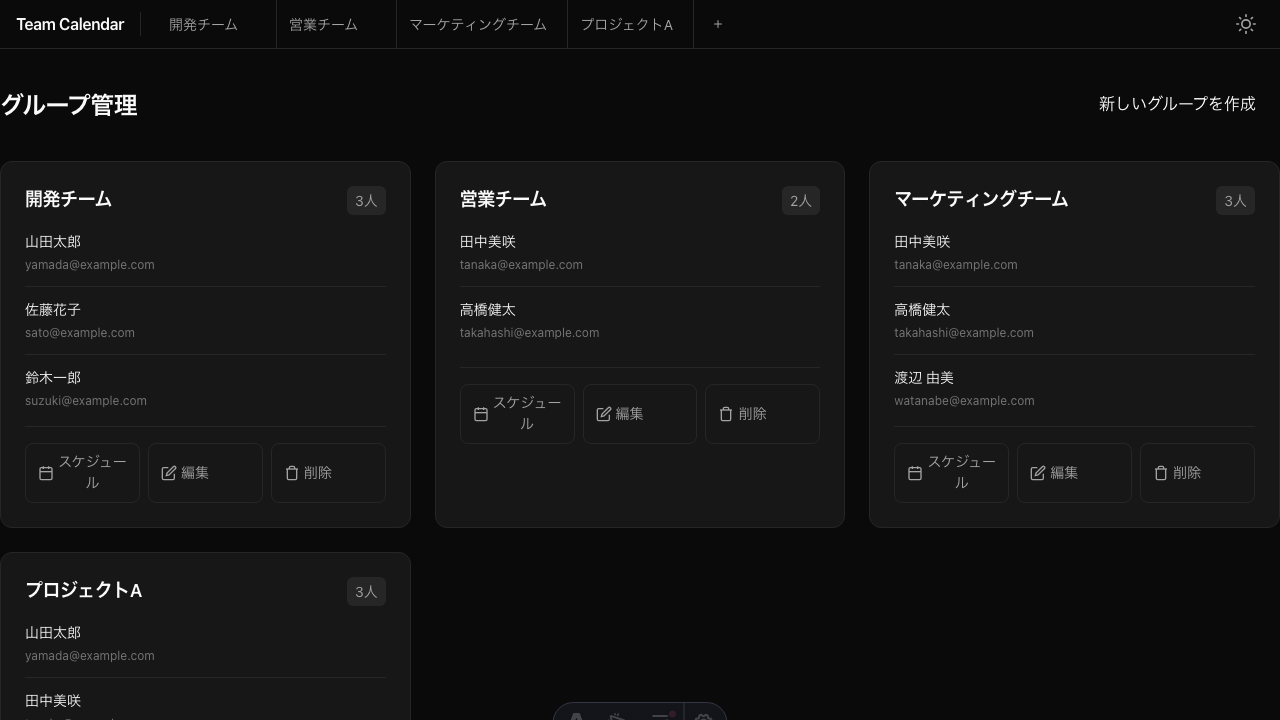 Team Calendar 開発チーム 営業チーム マーケティングチーム プロジェクトA +
グループ管理 新しいグループを作成
開発チーム 3人
山田太郎
yamada@example.com
佐藤花子
sato@example.com
鈴木一郎
suzuki@example.com
スケジュー
ル
編集
削除
営業チーム 2人
田中美咲
tanaka@example.com
高橋健太
takahashi@example.com
スケジュー
ル
編集
削除
マーケティングチーム 3人
田中美咲
tanaka@example.com
高橋健太
takahashi@example.com
渡辺 由美
watanabe@example.com
スケジュー
ル
編集
削除
プロジェクトA 3人
山田太郎
yamada@example.com
田中美咲